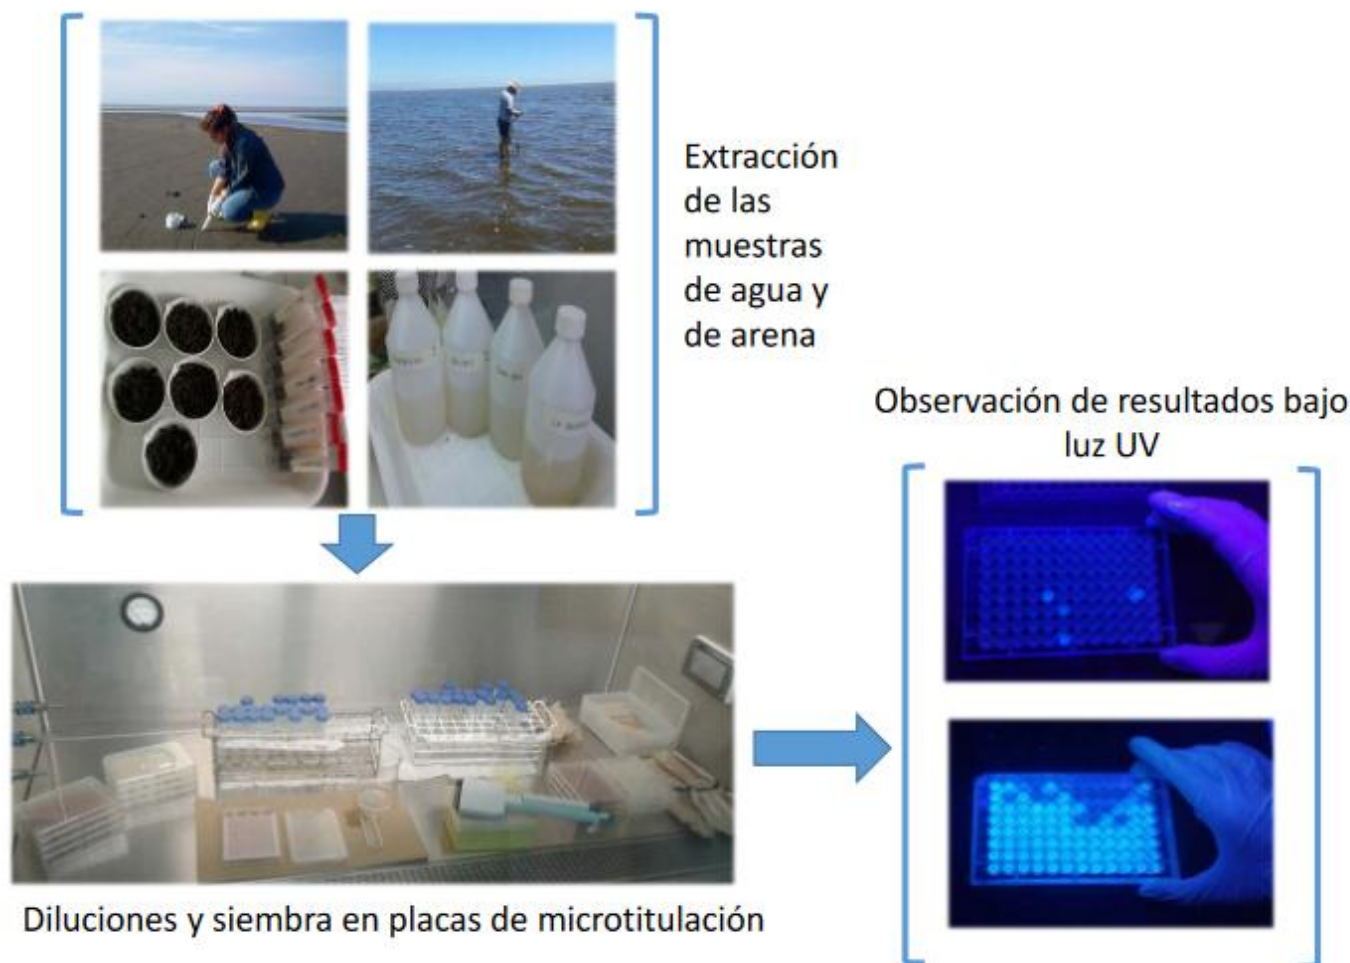 Extracción
de las
muestras
de agua y
de arena
Observación de resultados bajo
luz UV
Diluciones y siembra en placas de microtitulación